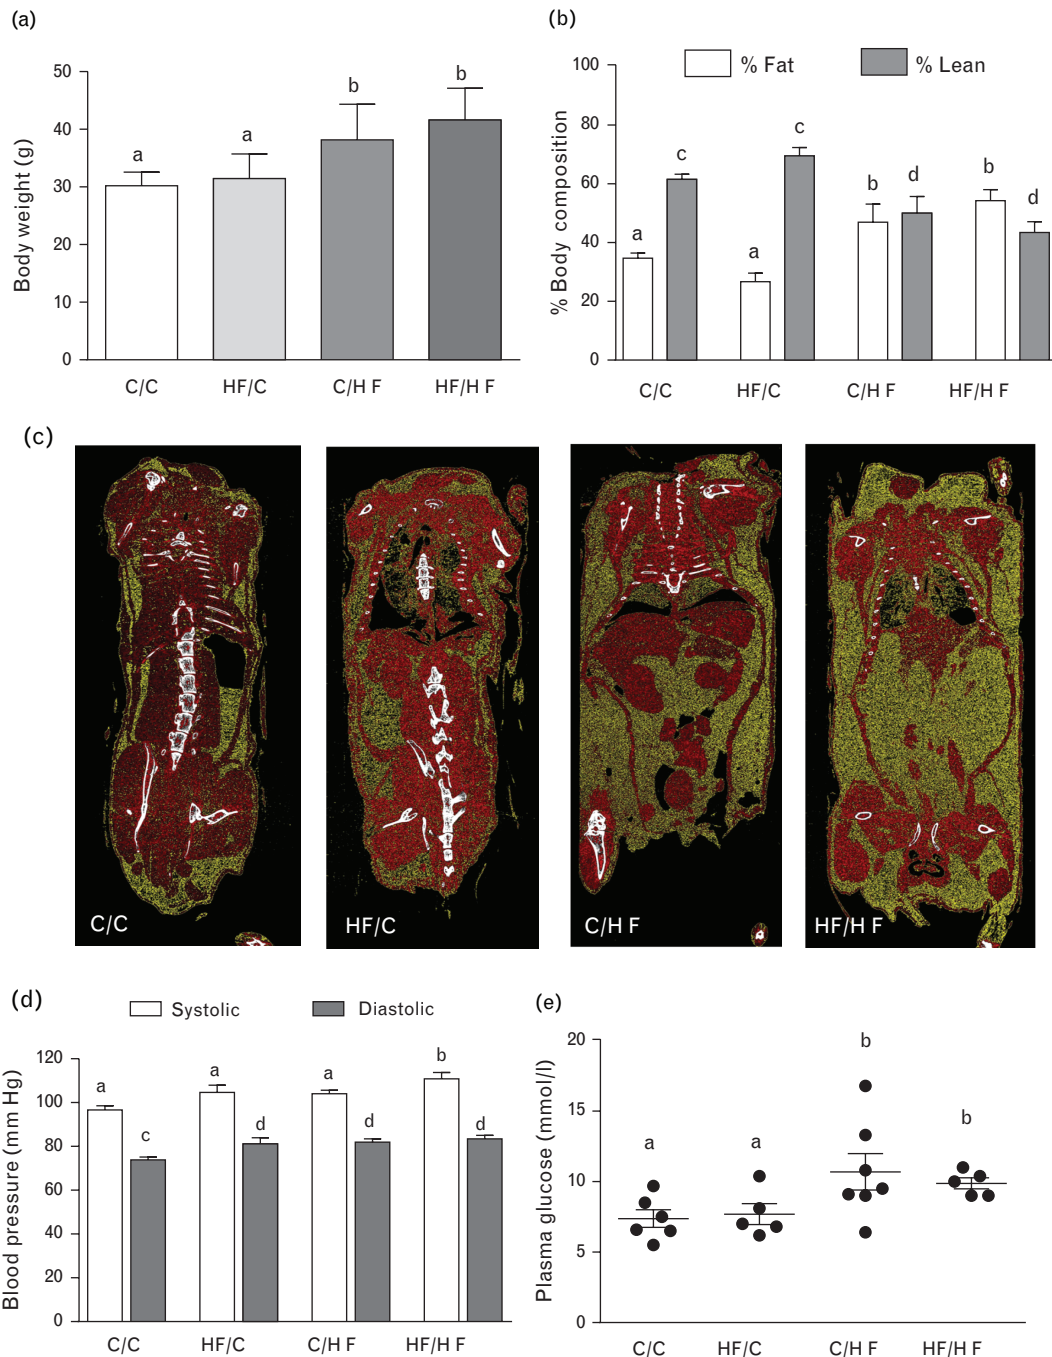 (a)
Body weight (g)
50
40
30
20
10
0
a
a
b
b
C/C
HF/C
C/H F
HF/H F
(b)
% Fat
% Lean
% Body composition
100
80
60
40
20
0
a
c
a
c
b
d
b
d
C/C
HF/C
C/H F
HF/H F
(c)
C/C
HF/C
C/H F
HF/H F
(d)
Systolic
Diastolic
Blood pressure (mm Hg)
120
100
80
60
40
20
0
a
c
a
d
a
d
b
d
C/C
HF/C
C/H F
HF/H F
(e)
Plasma glucose (mmol/l)
20
15
10
5
0
a
a
b
b
C/C
HF/C
C/H F
HF/H F